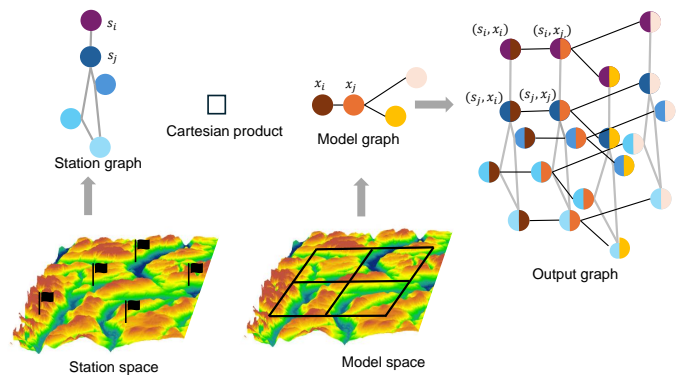 s_i
s_j
Station graph
Cartesian product
x_i
x_j
Model graph
(s_i, x_i)
(s_i, x_j)
(s_j, x_i)
(s_j, x_j)
Output graph
Station space
Model space